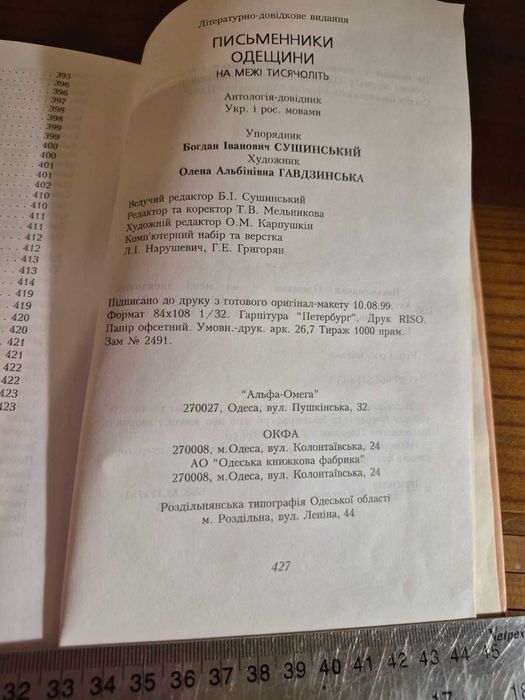 395
396
396
397
398
398
399
399
400
400
401
401
402
410
410
411
411
412
412
413
413
414
419
419
420
420
421
421
422
422
423
423
Літературно-довідкове видання
ПИСЬМЕННИКИ
ОДЕЩИНИ
НА МЕЖІ ТИСЯЧОЛІТЬ
Антологія-довідник
Укр. і рос. мовами
Упорядник
Богдан Іванович СУШИНСЬКИЙ
Художник
Олена Альбінівна ГАВДЗИНСЬКА
Ведучий редактор Б.І. Сушинський
Редактор та коректор Т.В. Мельникова
Художній редактор О.М. Карпушкін
Комп'ютерний набір та верстка
Л.І. Нарушевич, Г.Е. Григорян
Підписано до друку з готового оригінал-макету 10.08.99.
Формат 84х108 1/32. Гарнітура "Петербург". Друк RISO.
Папір офсетний. Умовн.-друк. арк. 26,7 Тираж 1000 прим.
Зам № 2491.
"Альфа-Омега"
270027, Одеса, вул. Пушкінська, 32.
ОКФА
270008, м.Одеса, вул. Колонтаївська, 24
АО "Одеська книжкова фабрика"
270008, м.Одеса, вул. Колонтаївська, 24
Роздільнянська типографія Одеської області
м. Роздільна, вул. Леніна, 44
427
32 33 34 35 36 37 38 39 40 41 42 43 44 45
17 18